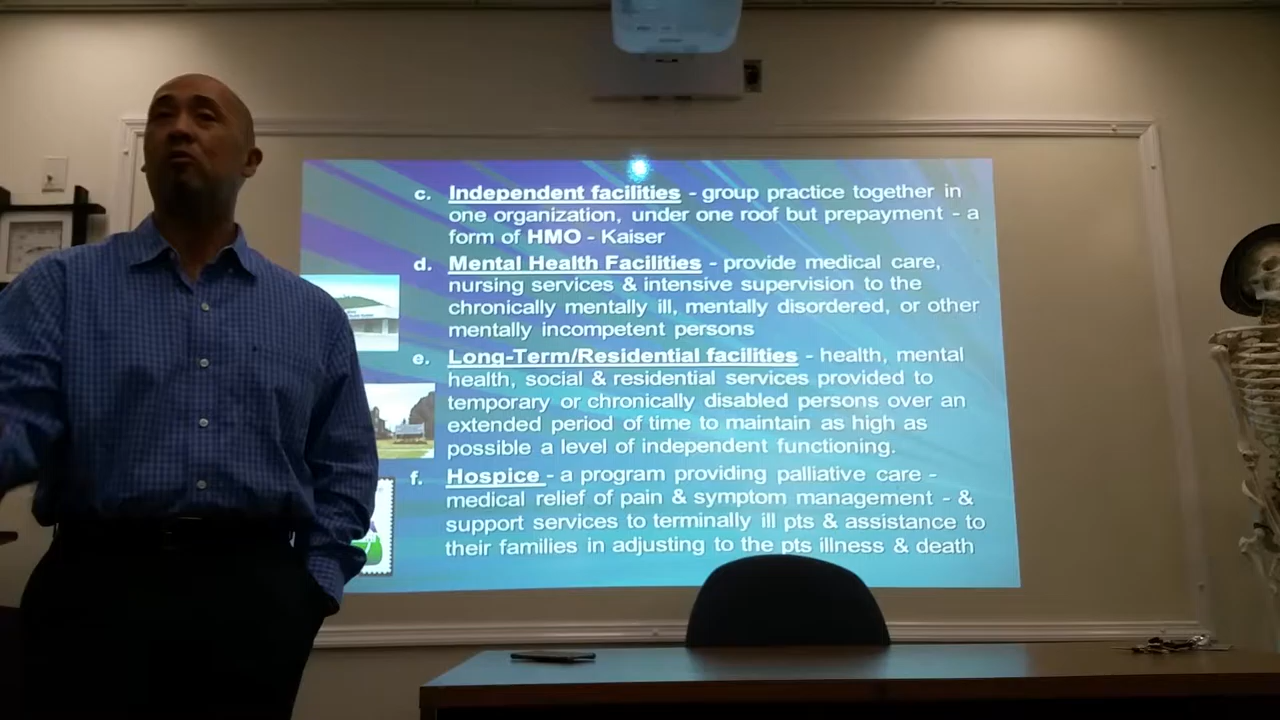 c. Independent facilities - group practice together in
one organization, under one roof but prepayment - a
form of HMO - Kaiser
d. Mental Health Facilities - provide medical care,
nursing services & intensive supervision to the
chronically mentally ill, mentally disordered, or other
mentally incompetent persons
e. Long-Term/Residential facilities - health, mental
health, social & residential services provided to
temporary or chronically disabled persons over an
extended period of time to maintain as high as
possible a level of independent functioning.
f. Hospice - a program providing palliative care -
medical relief of pain & symptom management - &
support services to terminally ill pts & assistance to
their families in adjusting to the pts illness & death